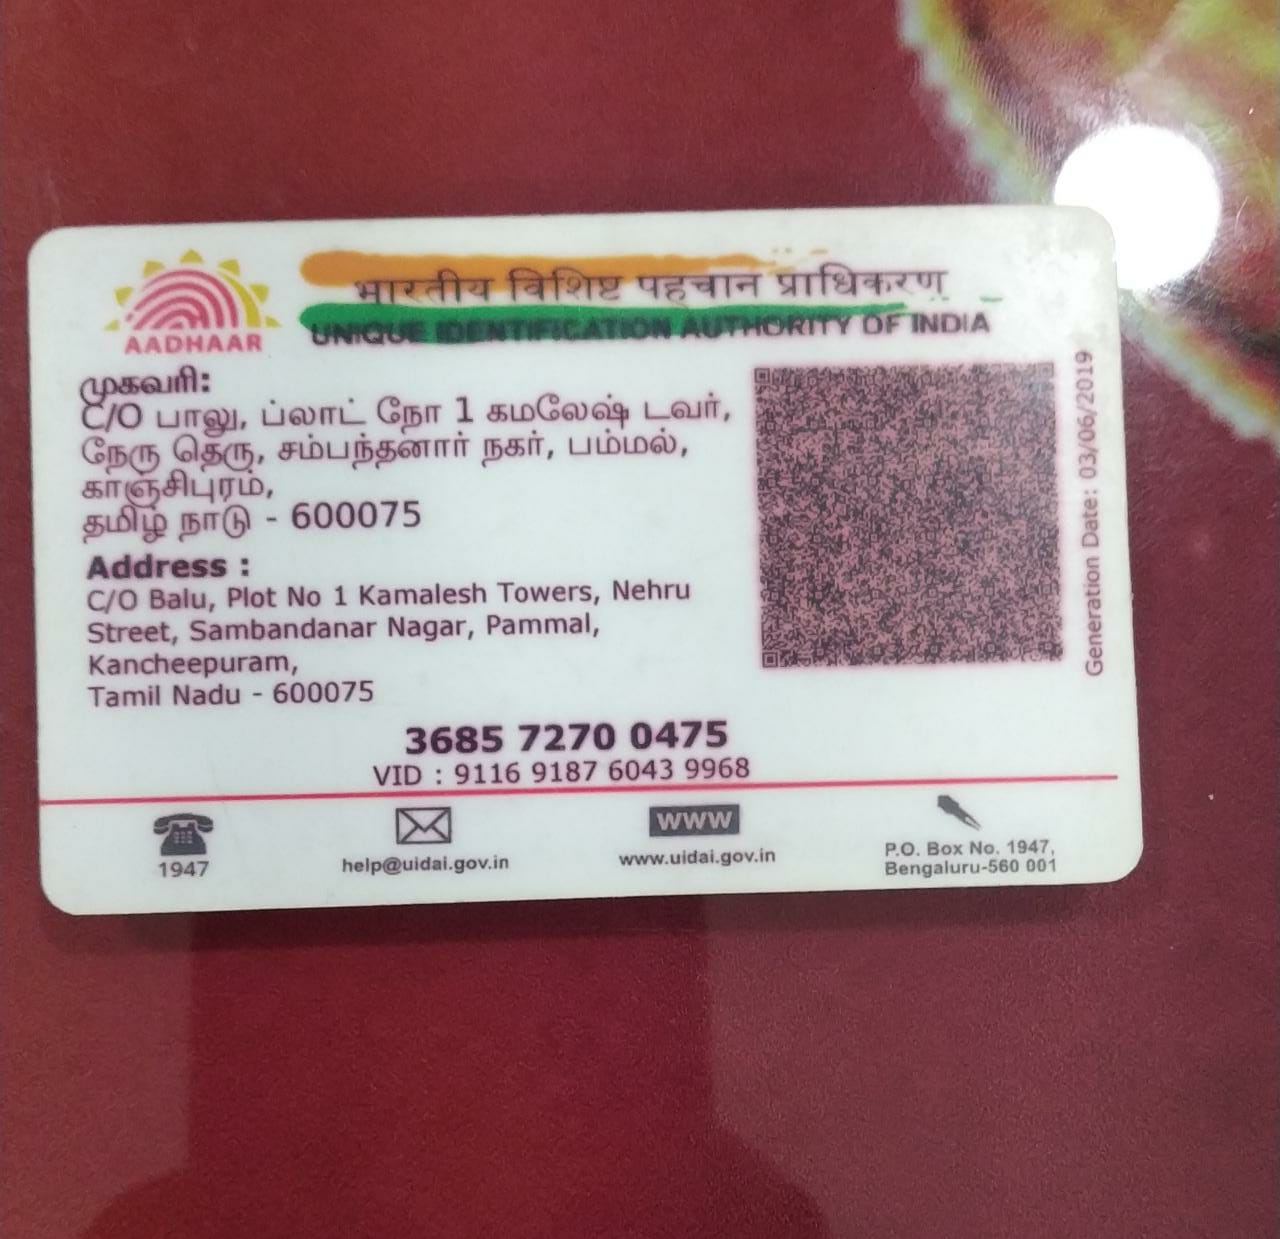 भारतीय विशिष्ट पहचान प्राधिकरण
UNIQUE IDENTIFICATION AUTHORITY OF INDIA
AADHAAR
முகவரி:
C/O பாலு, ப்லாட் நோ 1 கமலேஷ் டவர்,
நேரு தெரு, சம்பந்தனார் நகர், பம்மல்,
காஞ்சிபுரம்,
தமிழ் நாடு - 600075
Address :
C/O Balu, Plot No 1 Kamalesh Towers, Nehru
Street, Sambandanar Nagar, Pammal,
Kancheepuram,
Tamil Nadu - 600075
Generation Date: 03/06/2019
3685 7270 0475
VID : 9116 9187 6043 9968
1947
help@uidai.gov.in
WWW
www.uidai.gov.in
P.O. Box No. 1947,
Bengaluru-560 001